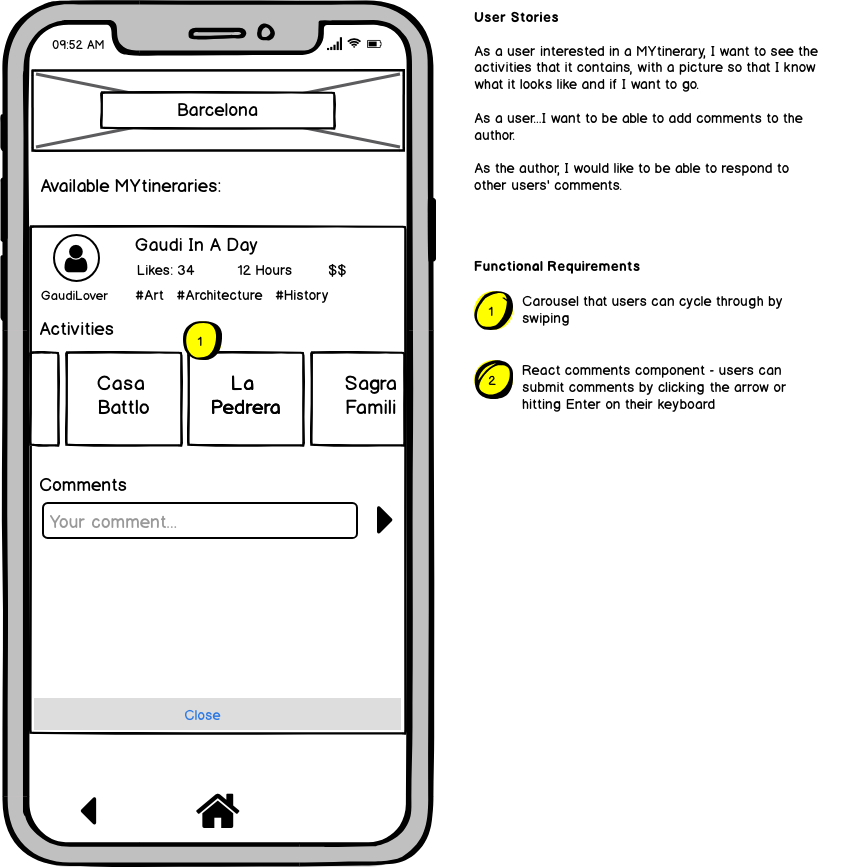 09:52 AM
Barcelona
Available MYtineraries:
Gaudi In A Day
Likes: 34 12 Hours $$
GaudiLover #Art #Architecture #History
Activities
1
Casa
Battlo
La
Pedrera
Sagra
Famili
Comments
Your comment...
Close
User Stories
As a user interested in a MYtinerary, I want to see the
activities that it contains, with a picture so that I know
what it looks like and if I want to go.
As a user...I want to be able to add comments to the
author.
As the author, I would like to be able to respond to
other users' comments.
Functional Requirements
1
Carousel that users can cycle through by
swiping
2
React comments component - users can
submit comments by clicking the arrow or
hitting Enter on their keyboard